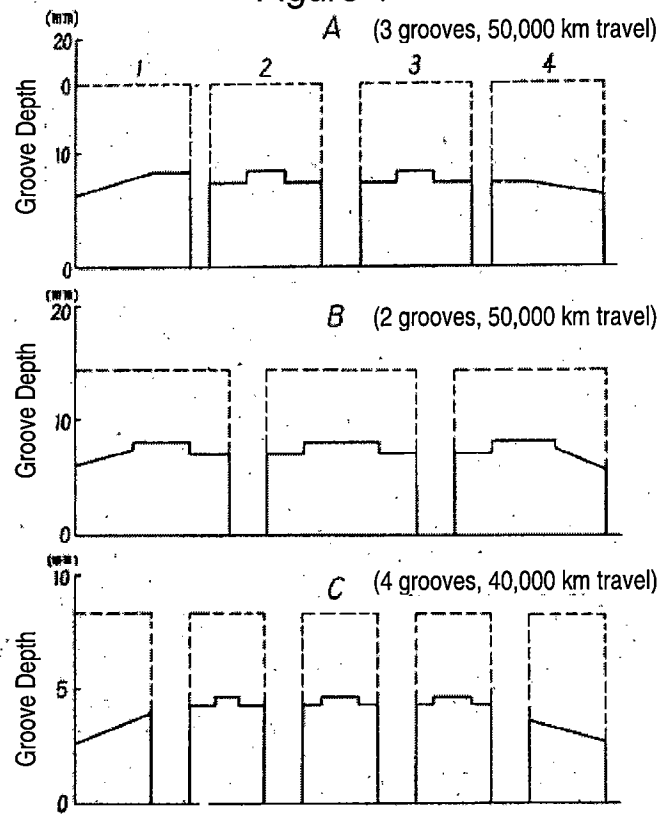 Figure
(mm)
A (3 grooves, 50,000 km travel)
20
1 2 3 4
0
10
0
Groove Depth
(mm)
20
B (2 grooves, 50,000 km travel)
10
0
Groove Depth
(mm)
10
C (4 grooves, 40,000 km travel)
5
0
Groove Depth